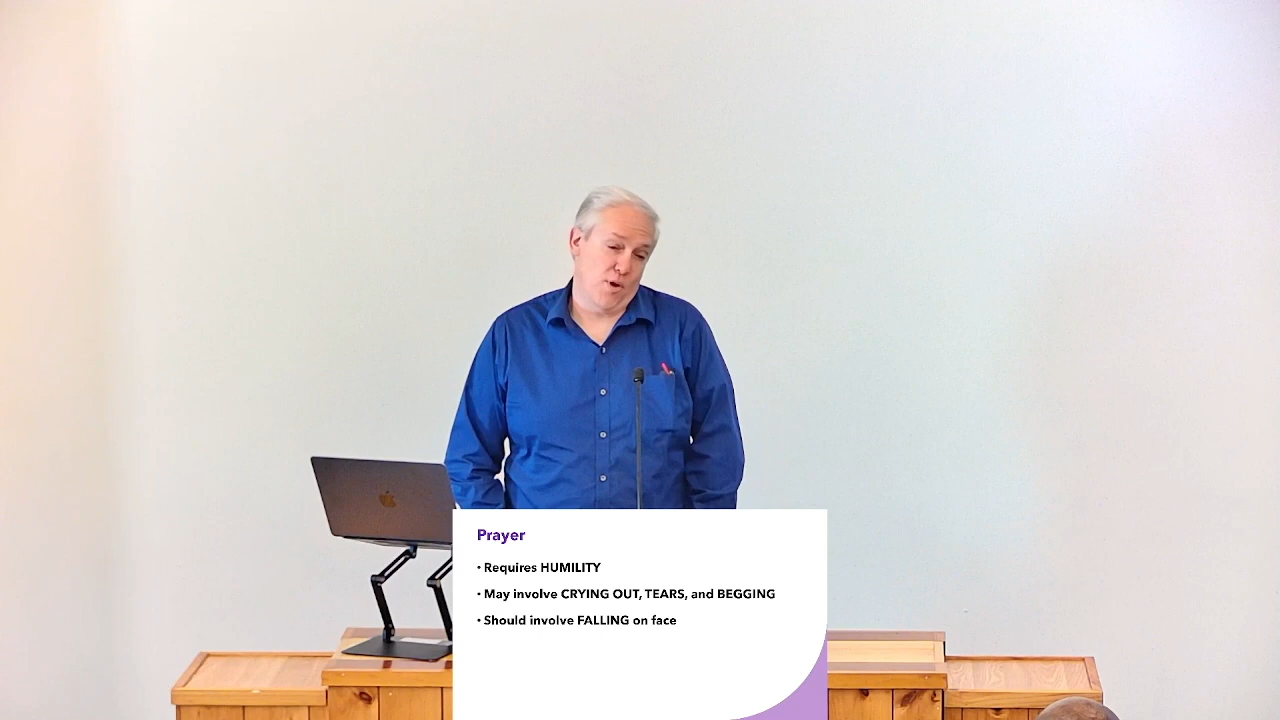 Prayer
• Requires HUMILITY
• May involve CRYING OUT, TEARS, and BEGGING
• Should involve FALLING on face